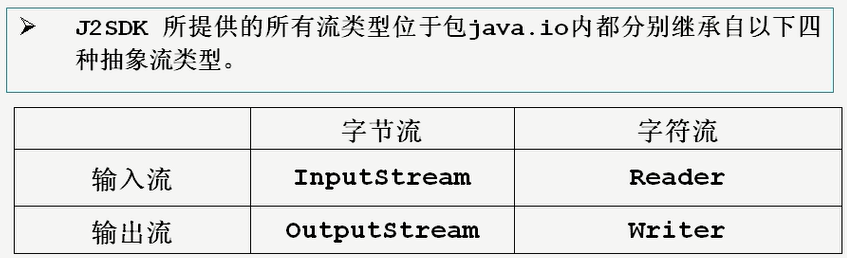 ➢ J2SDK 所提供的所有流类型位于包java.io内都分别继承自以下四
种抽象流类型。
字节流 字符流
输入流 InputStream Reader
输出流 OutputStream Writer